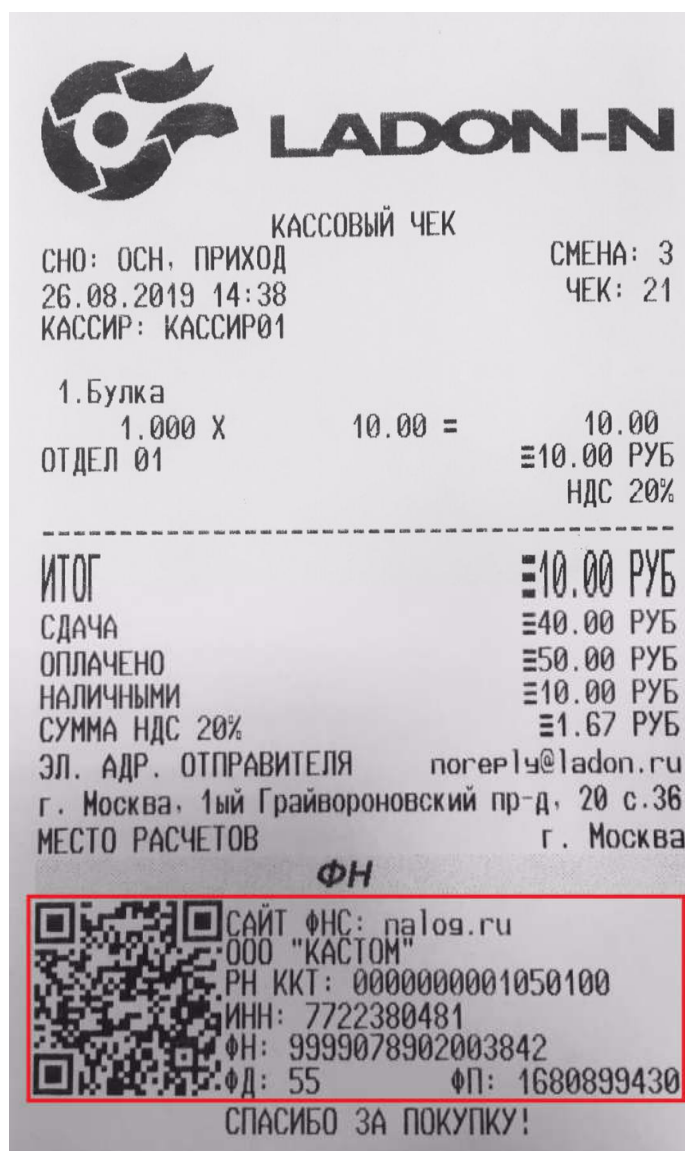 LADON-N
КАССОВЫЙ ЧЕК
СНО: ОСН, ПРИХОД СМЕНА: 3
26.08.2019 14:38 ЧЕК: 21
КАССИР: КАССИР01
1.Булка
1.000 X 10.00 = 10.00
ОТДЕЛ 01 ≡10.00 РУБ
НДС 20%
ИТОГ ≡10.00 РУБ
СДАЧА ≡40.00 РУБ
ОПЛАЧЕНО ≡50.00 РУБ
НАЛИЧНЫМИ ≡10.00 РУБ
СУММА НДС 20% ≡1.67 РУБ
ЭЛ. АДР. ОТПРАВИТЕЛЯ noreply@ladon.ru
г. Москва, 1ый Грайвороновский пр-д, 20 с.36
МЕСТО РАСЧЕТОВ г. Москва
ФН
САЙТ ФНС: nalog.ru
ООО "КАСТОМ"
РН ККТ: 0000000001050100
ИНН: 7722380481
ФН: 9999078902003842
ФД: 55 ФП: 1680899430
СПАСИБО ЗА ПОКУПКУ!